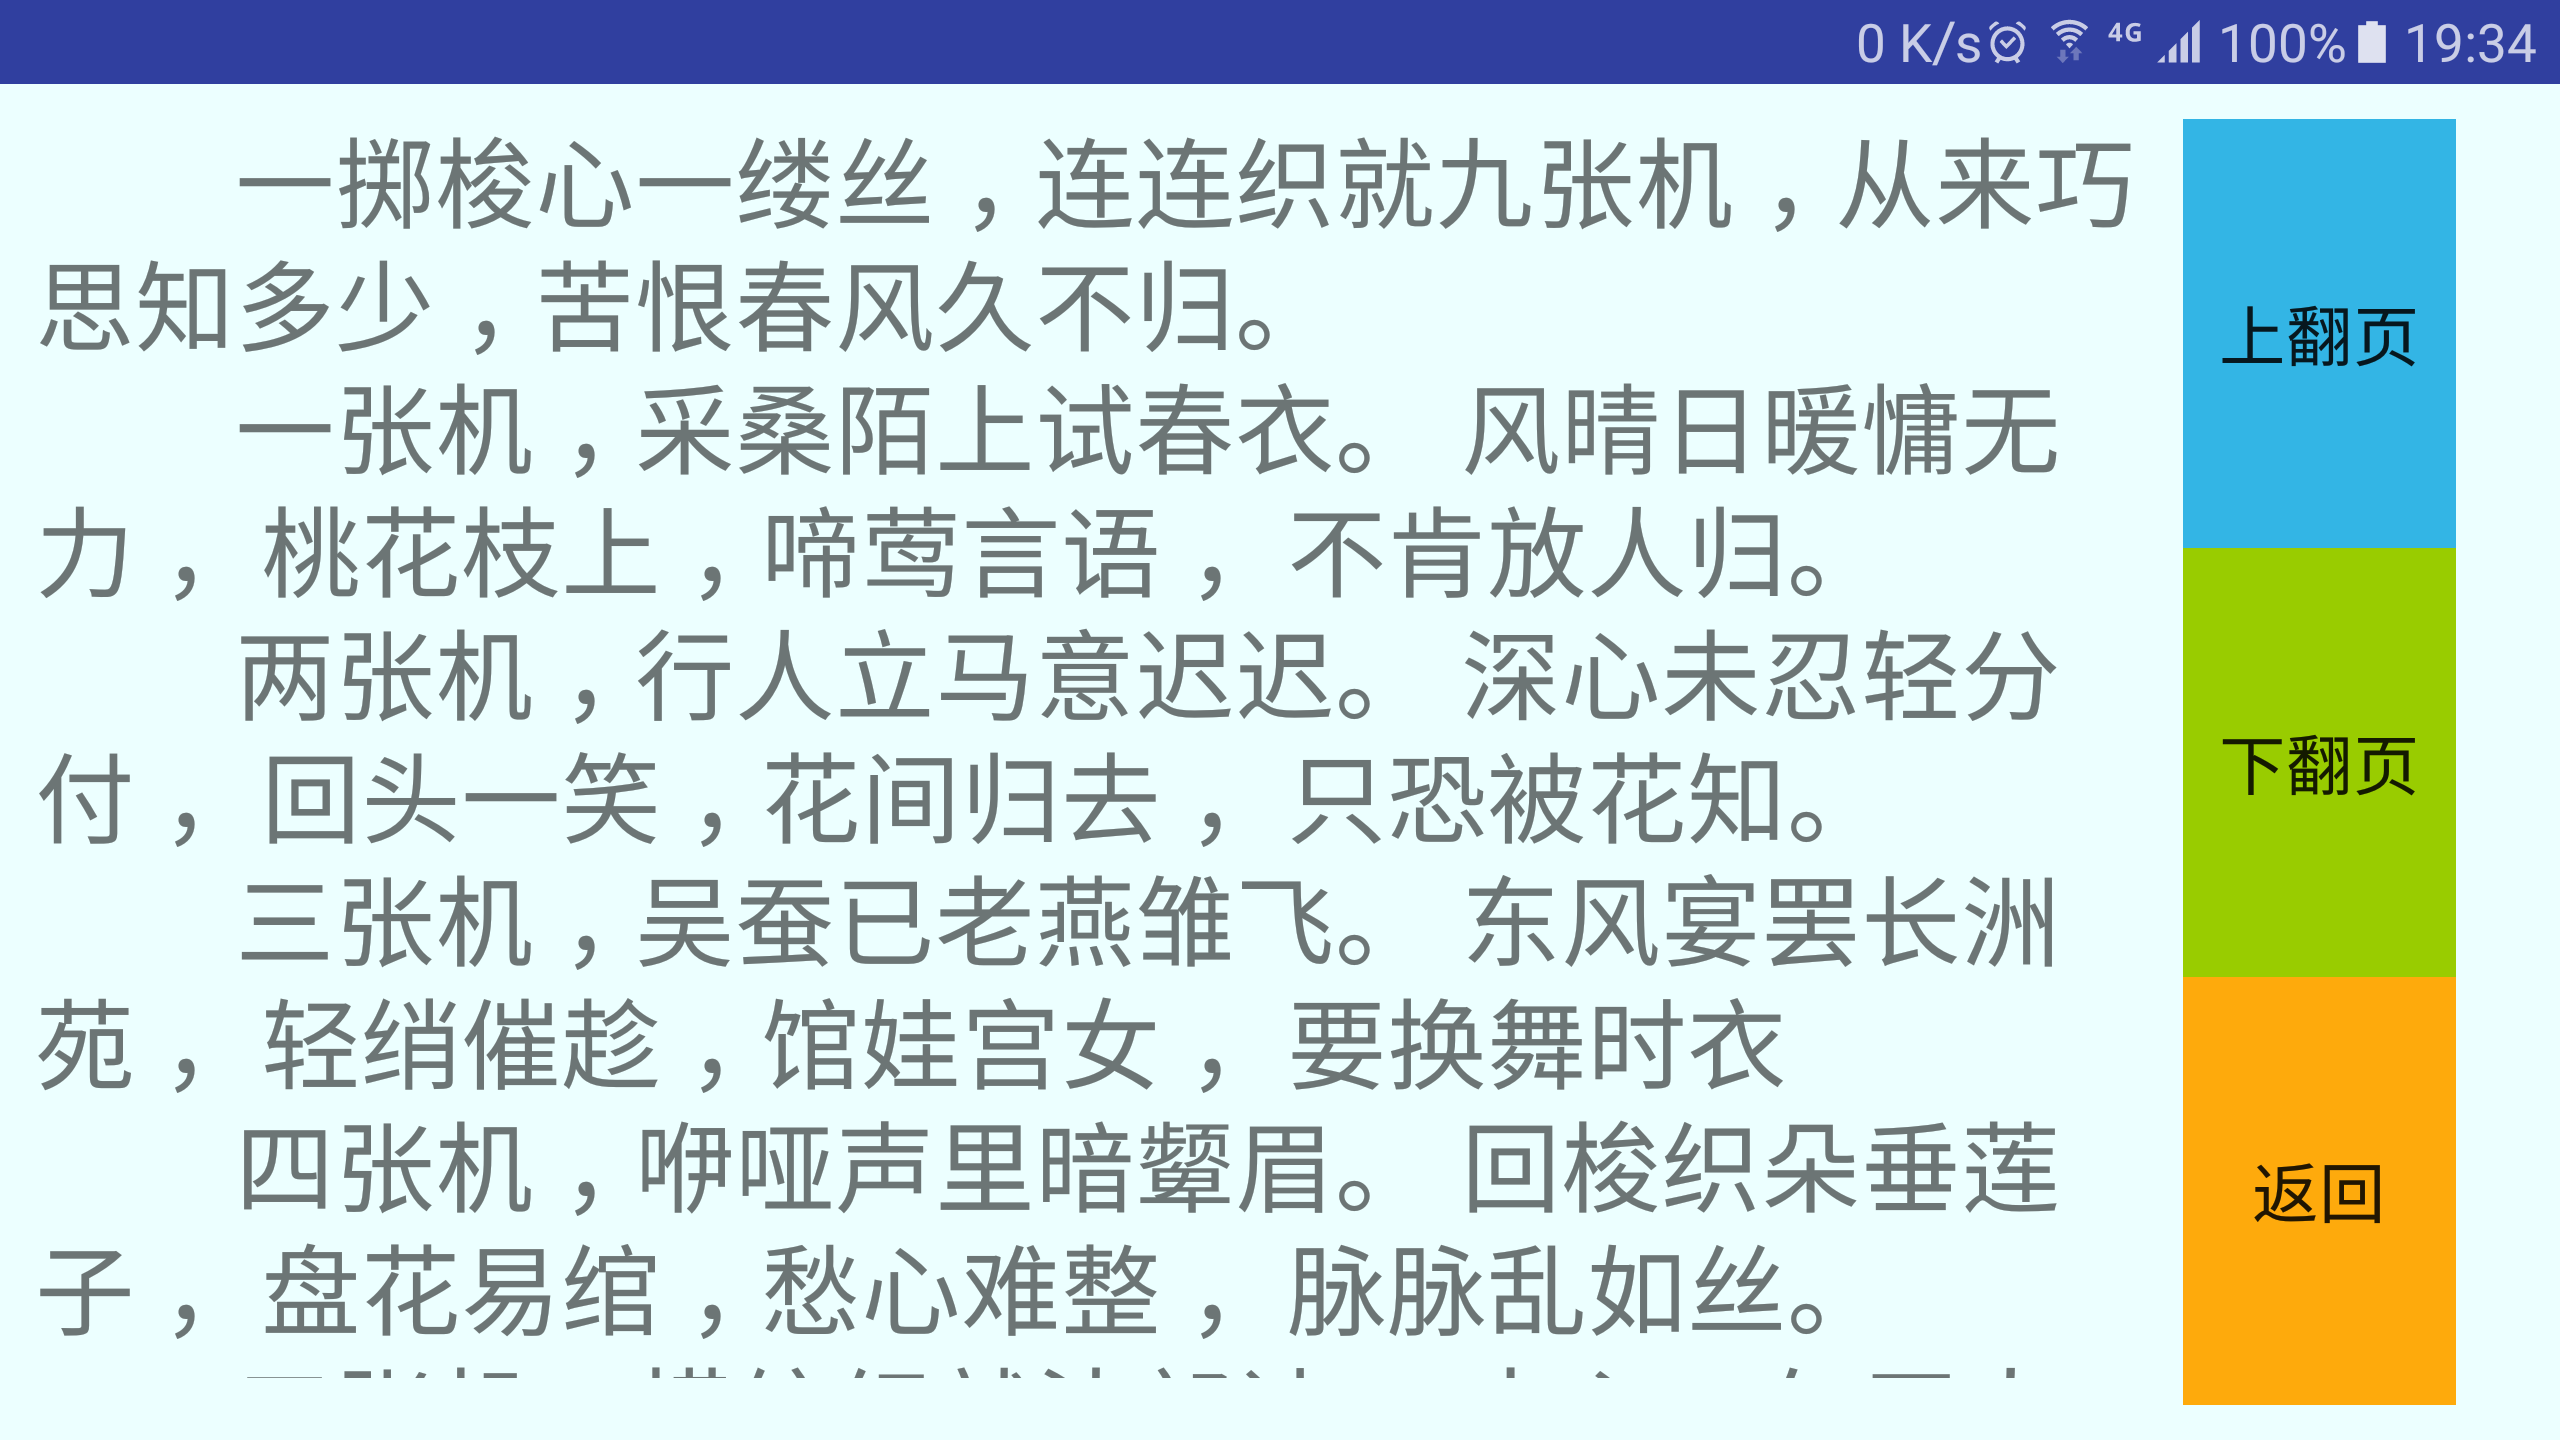 0 K/s 4G 100% 19:34
一掷梭心一缕丝，连连织就九张机，从来巧
思知多少，苦恨春风久不归。
一张机，采桑陌上试春衣。 风晴日暖慵无
力， 桃花枝上，啼莺言语， 不肯放人归。
两张机，行人立马意迟迟。 深心未忍轻分
付， 回头一笑，花间归去， 只恐被花知。
三张机，吴蚕已老燕雏飞。 东风宴罢长洲
苑， 轻绡催趁，馆娃宫女， 要换舞时衣
四张机，咿哑声里暗颦眉。 回梭织朵垂莲
子， 盘花易绾，愁心难整， 脉脉乱如丝。
上翻页
下翻页
返回